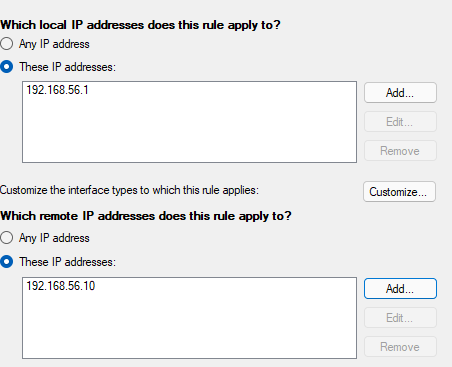 Which local IP addresses does this rule apply to?
Any IP address
These IP addresses:
192.168.56.1
Add...
Edit...
Remove
Customize the interface types to which this rule applies:
Customize...
Which remote IP addresses does this rule apply to?
Any IP address
These IP addresses:
192.168.56.10
Add...
Edit...
Remove